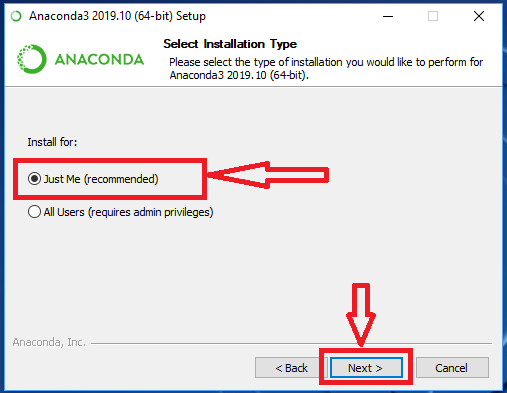 Anaconda3 2019.10 (64-bit) Setup
ANACONDA
Select Installation Type
Please select the type of installation you would like to perform for
Anaconda3 2019.10 (64-bit).
Install for:
Just Me (recommended)
All Users (requires admin privileges)
Anaconda, Inc.
< Back
Next >
Cancel